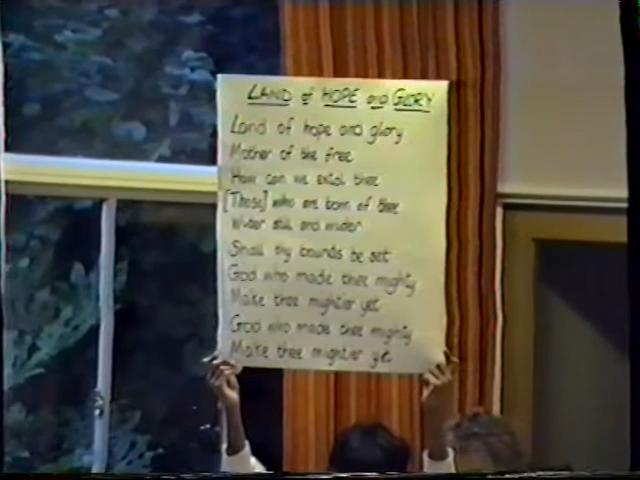 LAND of HOPE and GLORY
Land of hope and glory
Mother of the free
How can we extol thee
[Those] who are born of thee
Wider still and wider
Shall thy bounds be set
God who made thee mighty
Make thee mightier yet
God who made thee mighty
Make thee mightier yet